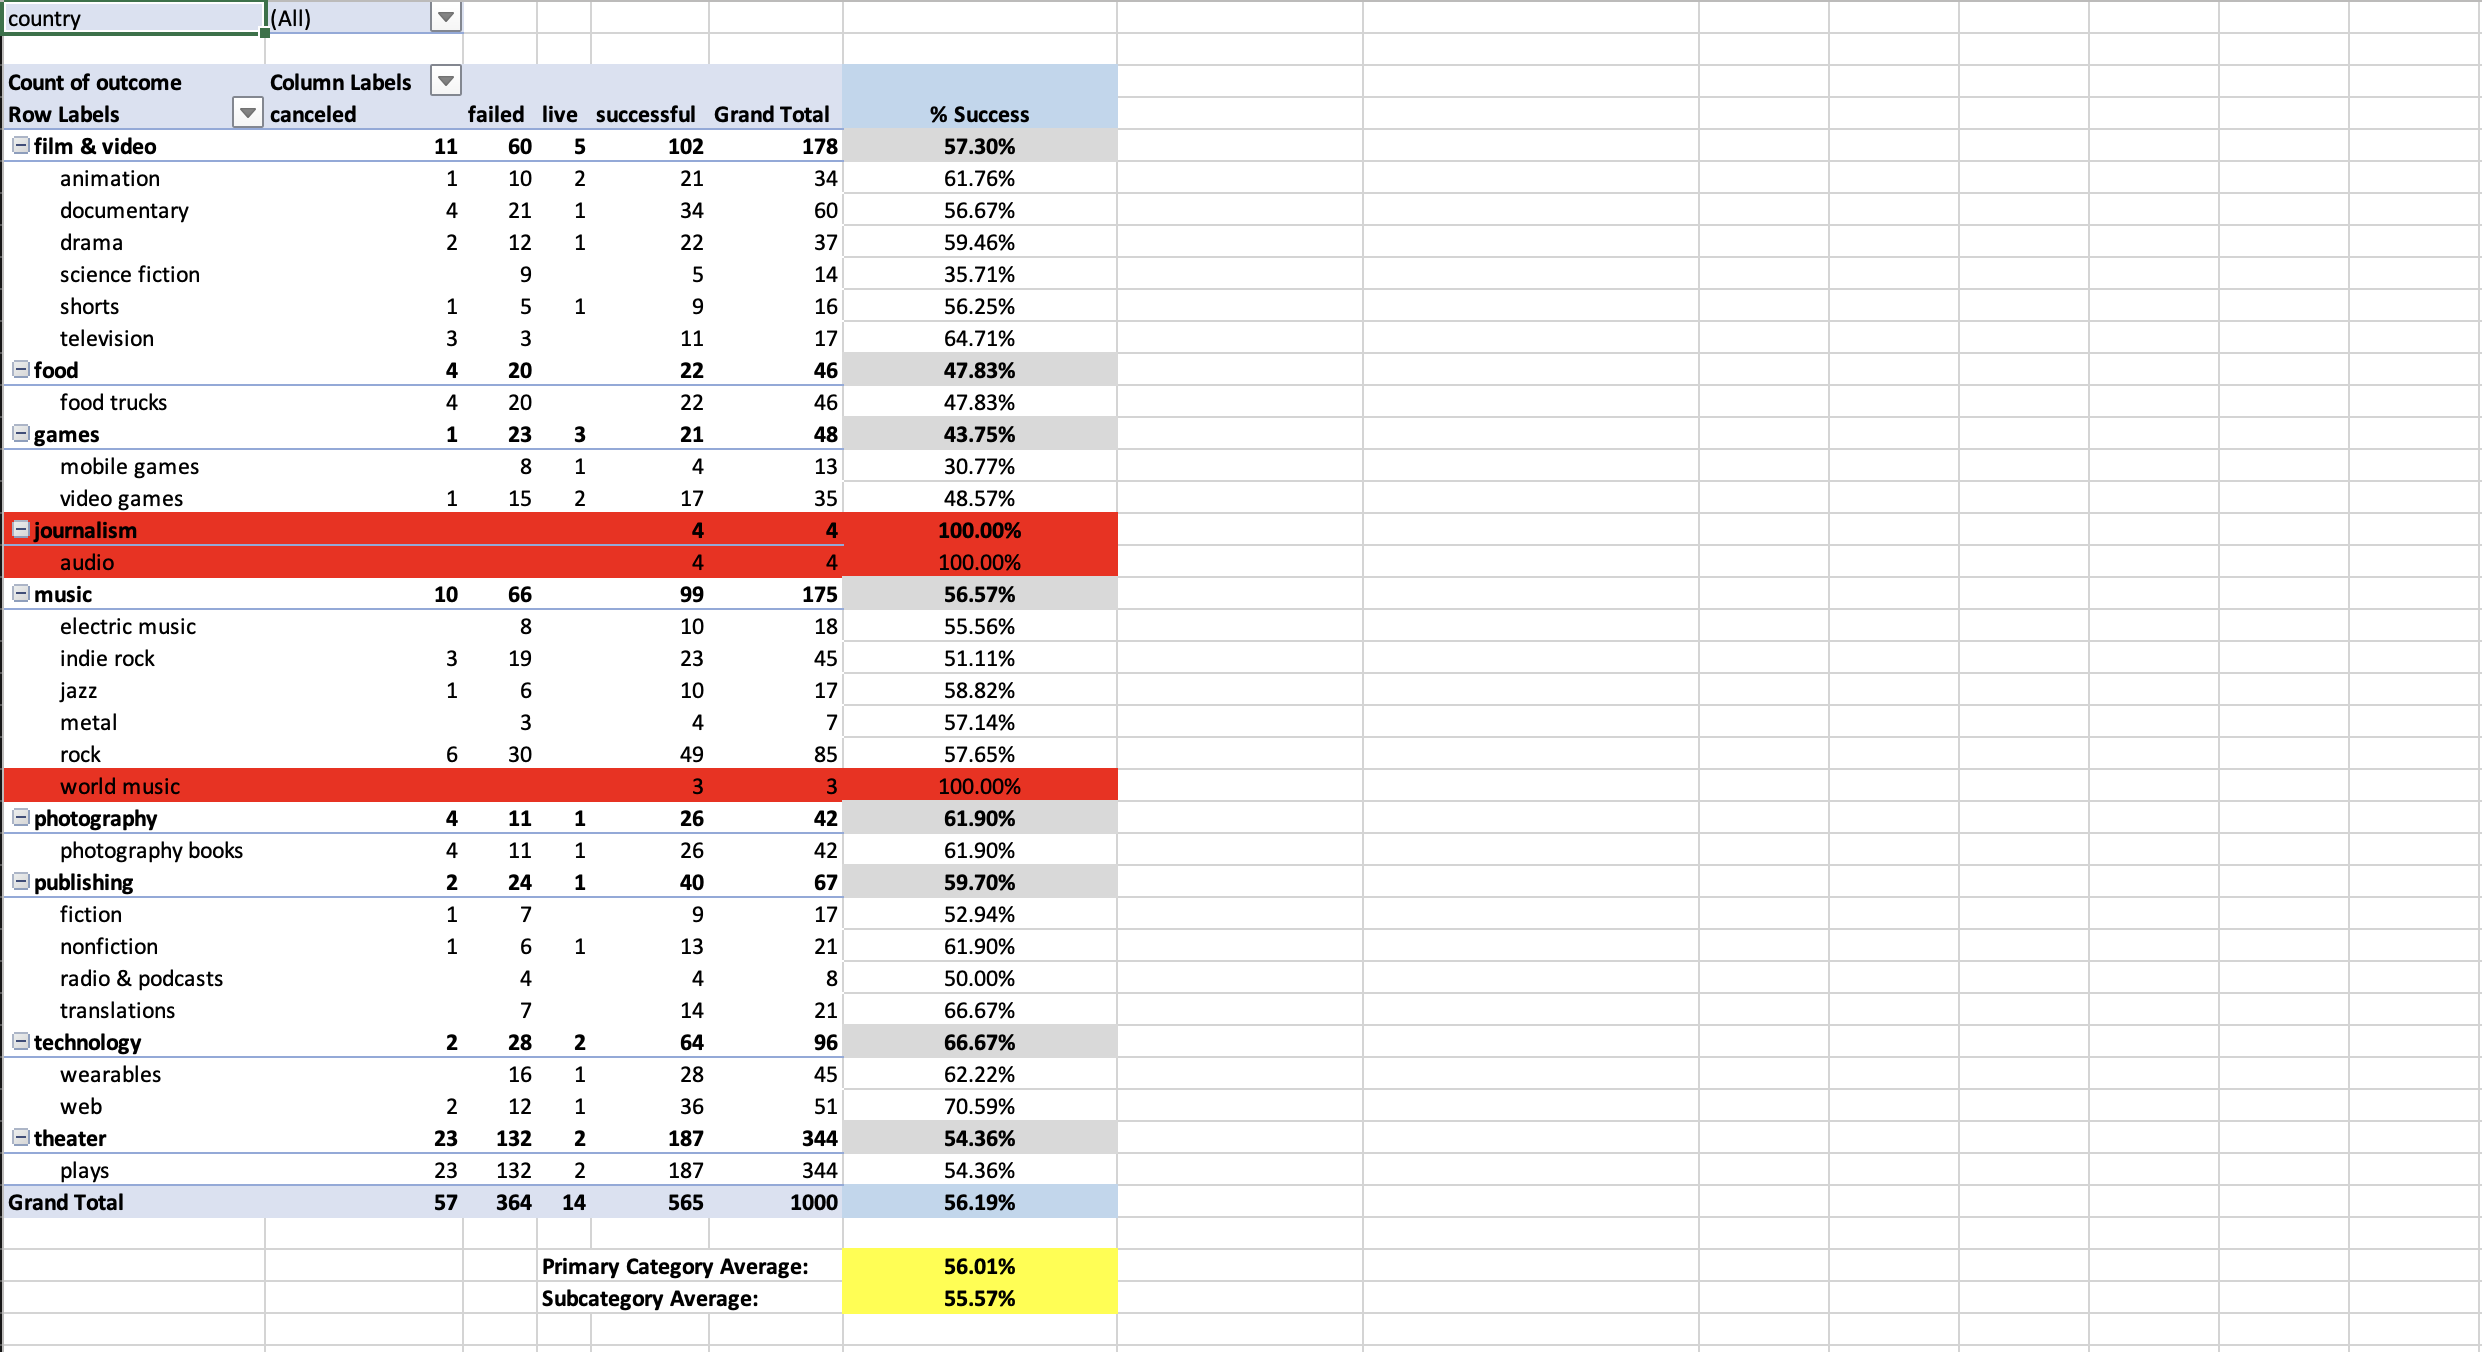 country (All)
Count of outcome Column Labels
Row Labels canceled failed live successful Grand Total % Success
film & video 11 60 5 102 178 57.30%
animation 1 10 2 21 34 61.76%
documentary 4 21 1 34 60 56.67%
drama 2 12 1 22 37 59.46%
science fiction 9 5 14 35.71%
shorts 1 5 1 9 16 56.25%
television 3 3 11 17 64.71%
food 4 20 22 46 47.83%
food trucks 4 20 22 46 47.83%
games 1 23 3 21 48 43.75%
mobile games 8 1 4 13 30.77%
video games 1 15 2 17 35 48.57%
journalism 4 4 100.00%
audio 4 4 100.00%
music 10 66 99 175 56.57%
electric music 8 10 18 55.56%
indie rock 3 19 23 45 51.11%
jazz 1 6 10 17 58.82%
metal 3 4 7 57.14%
rock 6 30 49 85 57.65%
world music 3 3 100.00%
photography 4 11 1 26 42 61.90%
photography books 4 11 1 26 42 61.90%
publishing 2 24 1 40 67 59.70%
fiction 1 7 9 17 52.94%
nonfiction 1 6 1 13 21 61.90%
radio & podcasts 4 4 8 50.00%
translations 7 14 21 66.67%
technology 2 28 2 64 96 66.67%
wearables 16 1 28 45 62.22%
web 2 12 1 36 51 70.59%
theater 23 132 2 187 344 54.36%
plays 23 132 2 187 344 54.36%
Grand Total 57 364 14 565 1000 56.19%
Primary Category Average: 56.01%
Subcategory Average: 55.57%